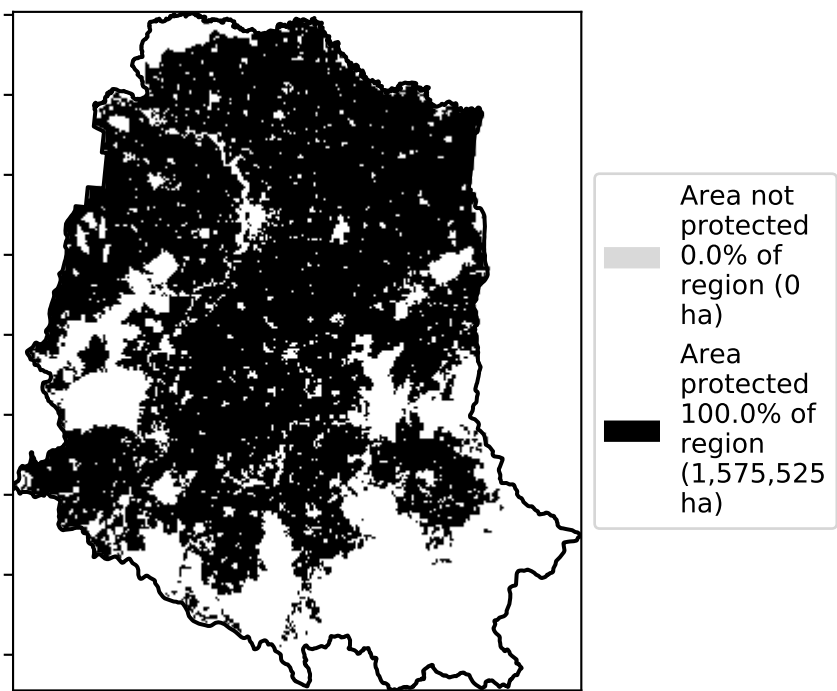 Area not
protected
0.0% of
region (0
ha)
Area
protected
100.0% of
region
(1,575,525
ha)